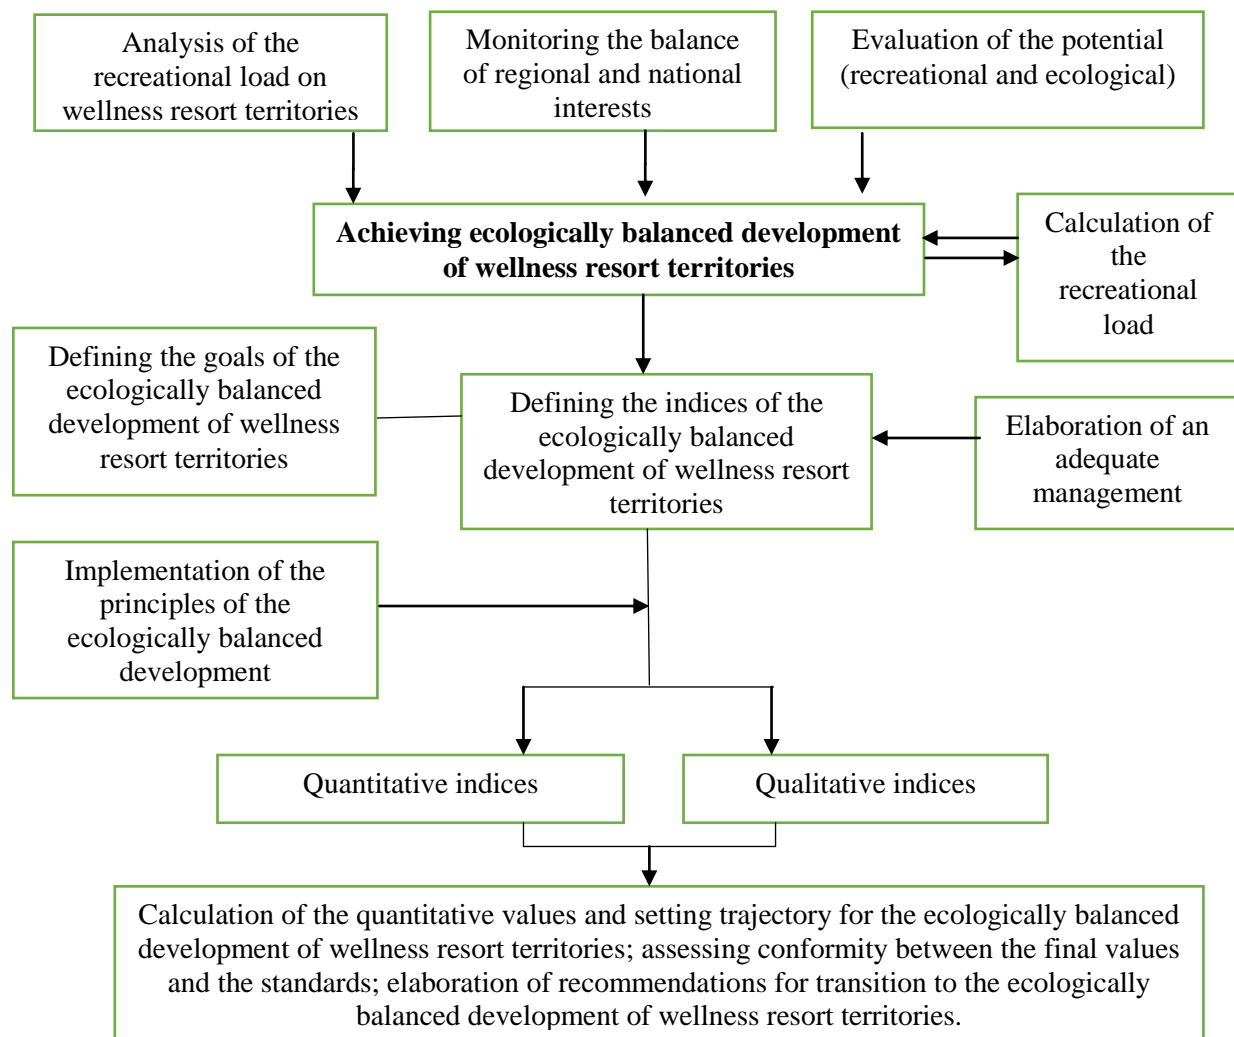 Analysis of the
recreational load on
wellness resort territories
Monitoring the balance
of regional and national
interests
Evaluation of the potential
(recreational and ecological)
Achieving ecologically balanced development
of wellness resort territories
Calculation of
the
recreational
load
Defining the goals of the
ecologically balanced
development of wellness
resort territories
Defining the indices of the
ecologically balanced
development of wellness resort
territories
Elaboration of an
adequate
management
Implementation of the
principles of the
ecologically balanced
development
Quantitative indices
Qualitative indices
Calculation of the quantitative values and setting trajectory for the ecologically balanced
development of wellness resort territories; assessing conformity between the final values
and the standards; elaboration of recommendations for transition to the ecologically
balanced development of wellness resort territories.